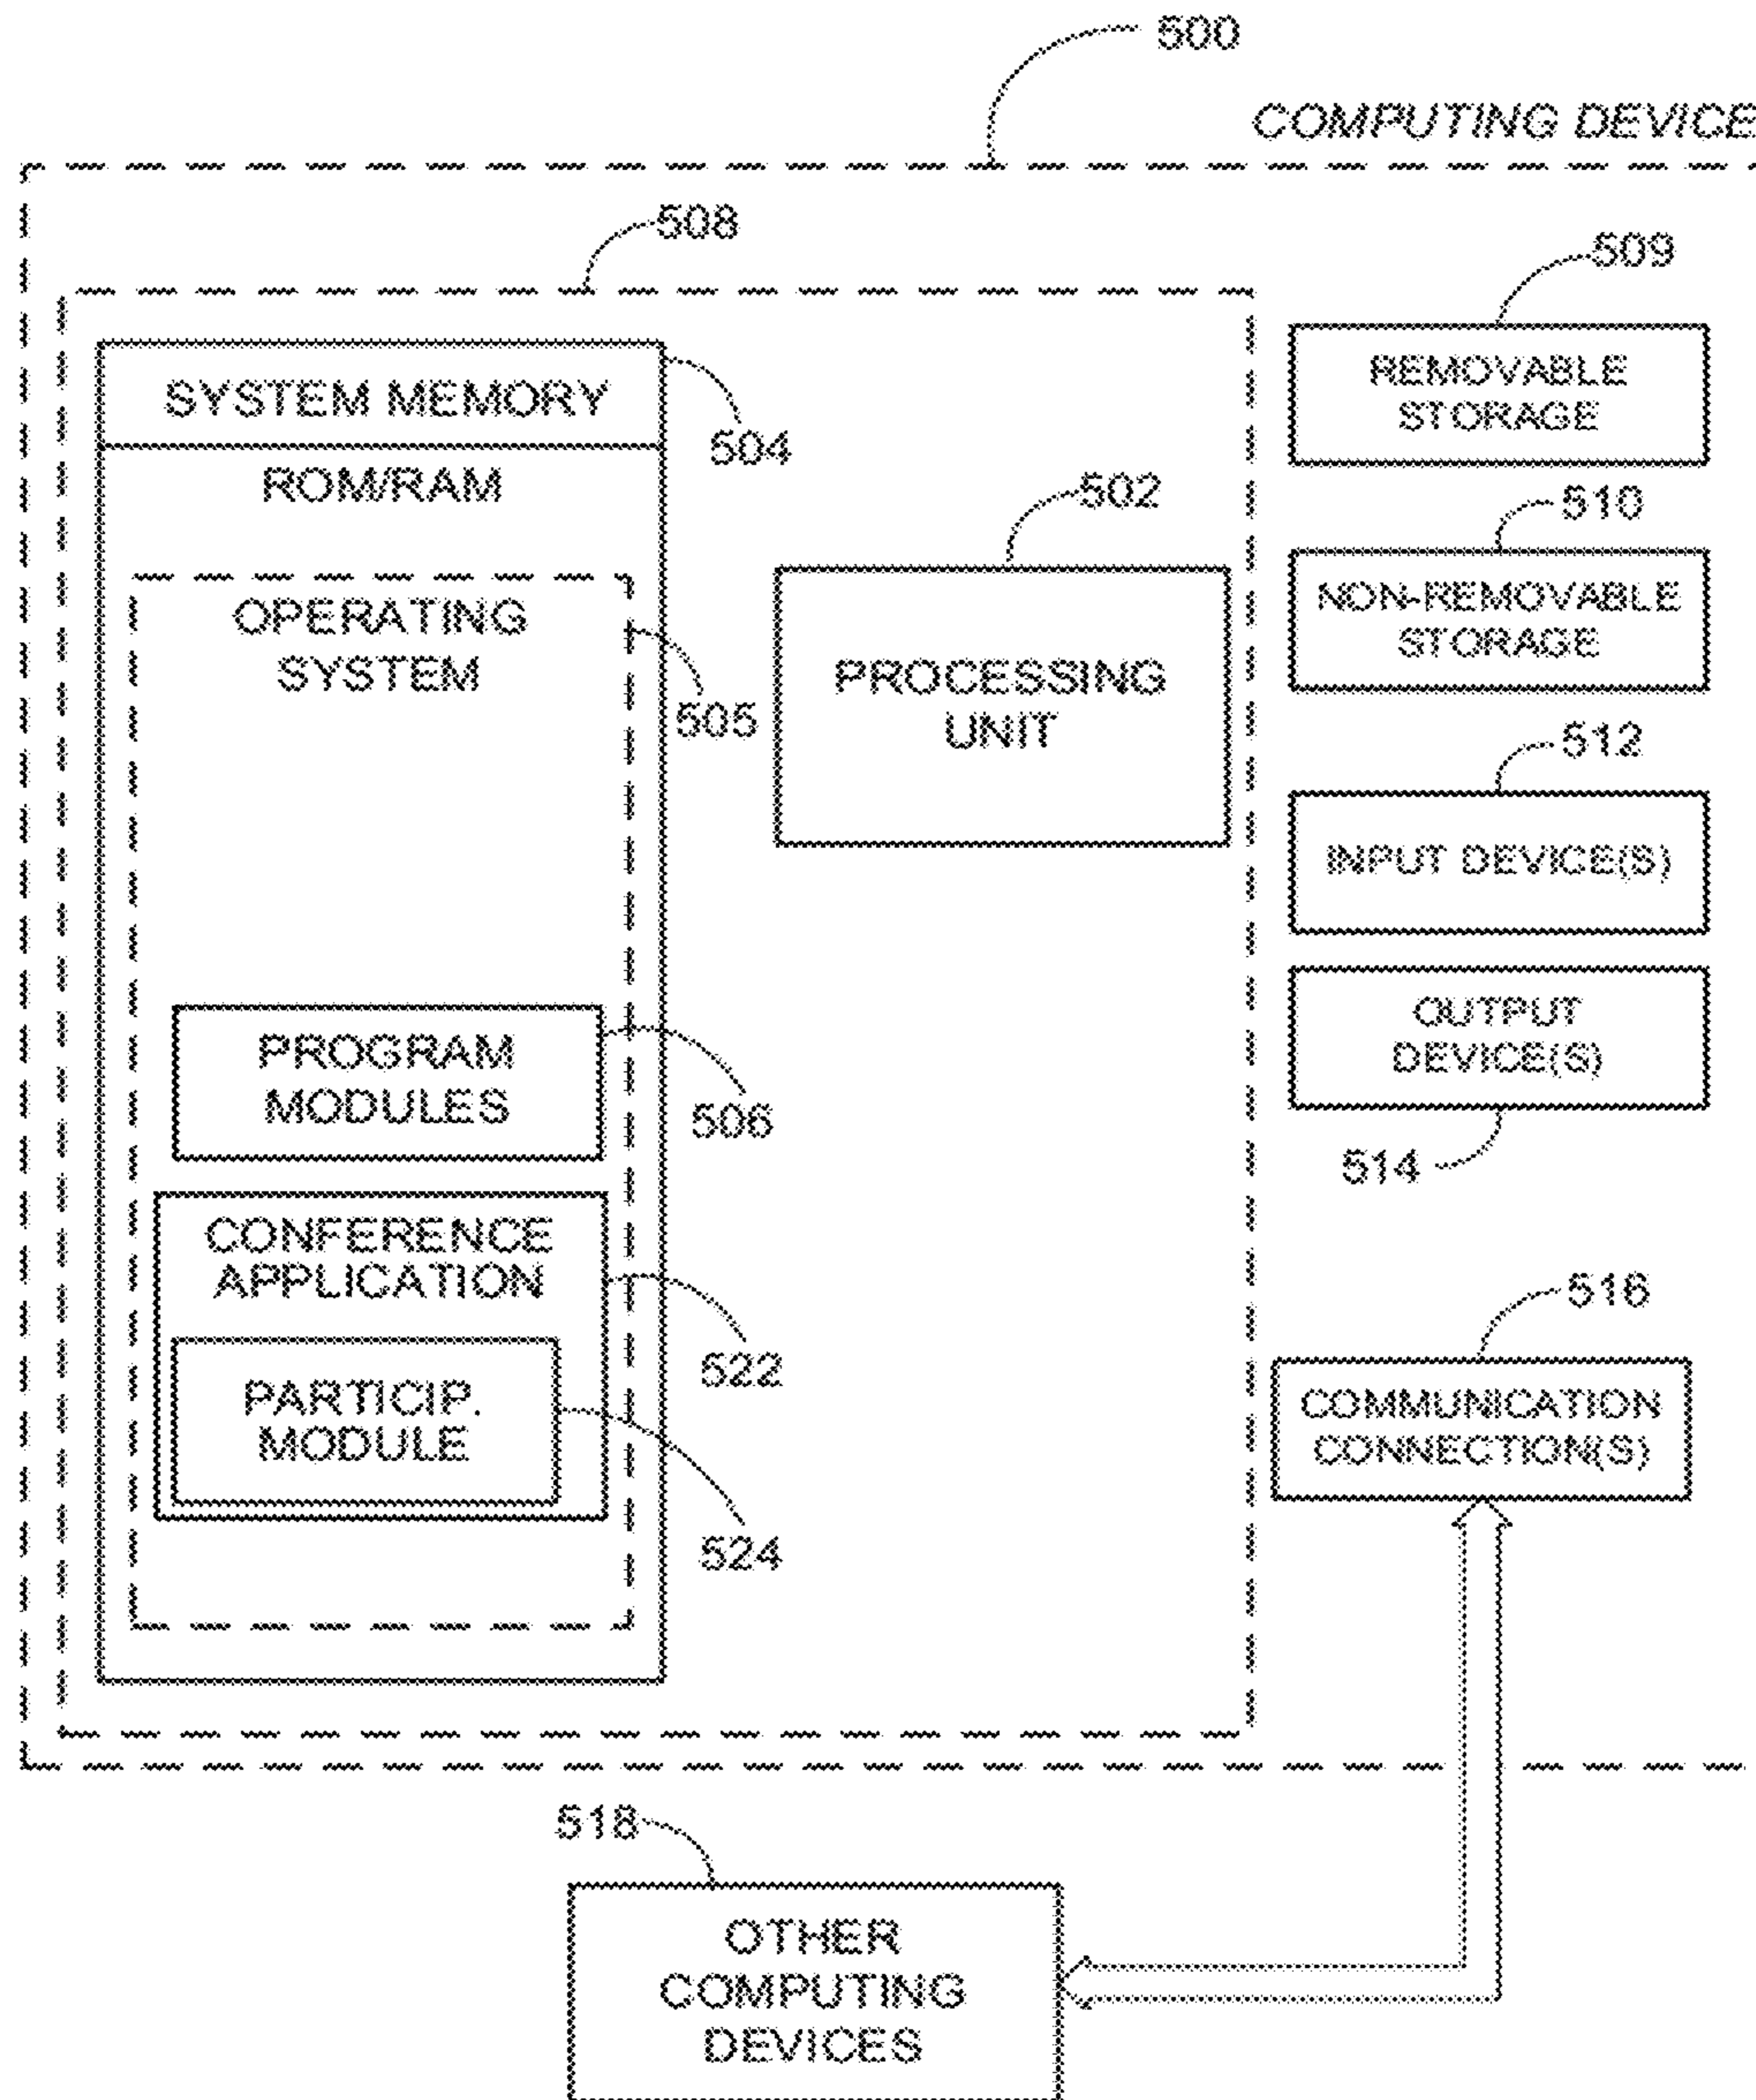 500
COMPUTING DEVICE
508
509
SYSTEM MEMORY
504
REMOVABLE
STORAGE
ROM/RAM
502
510
OPERATING
SYSTEM
505
PROCESSING
UNIT
NON-REMOVABLE
STORAGE
512
INPUT DEVICE(S)
PROGRAM
MODULES
506
OUTPUT
DEVICE(S)
514
CONFERENCE
APPLICATION
522
516
PARTICIP.
MODULE
524
COMMUNICATION
CONNECTION(S)
518
OTHER
COMPUTING
DEVICES